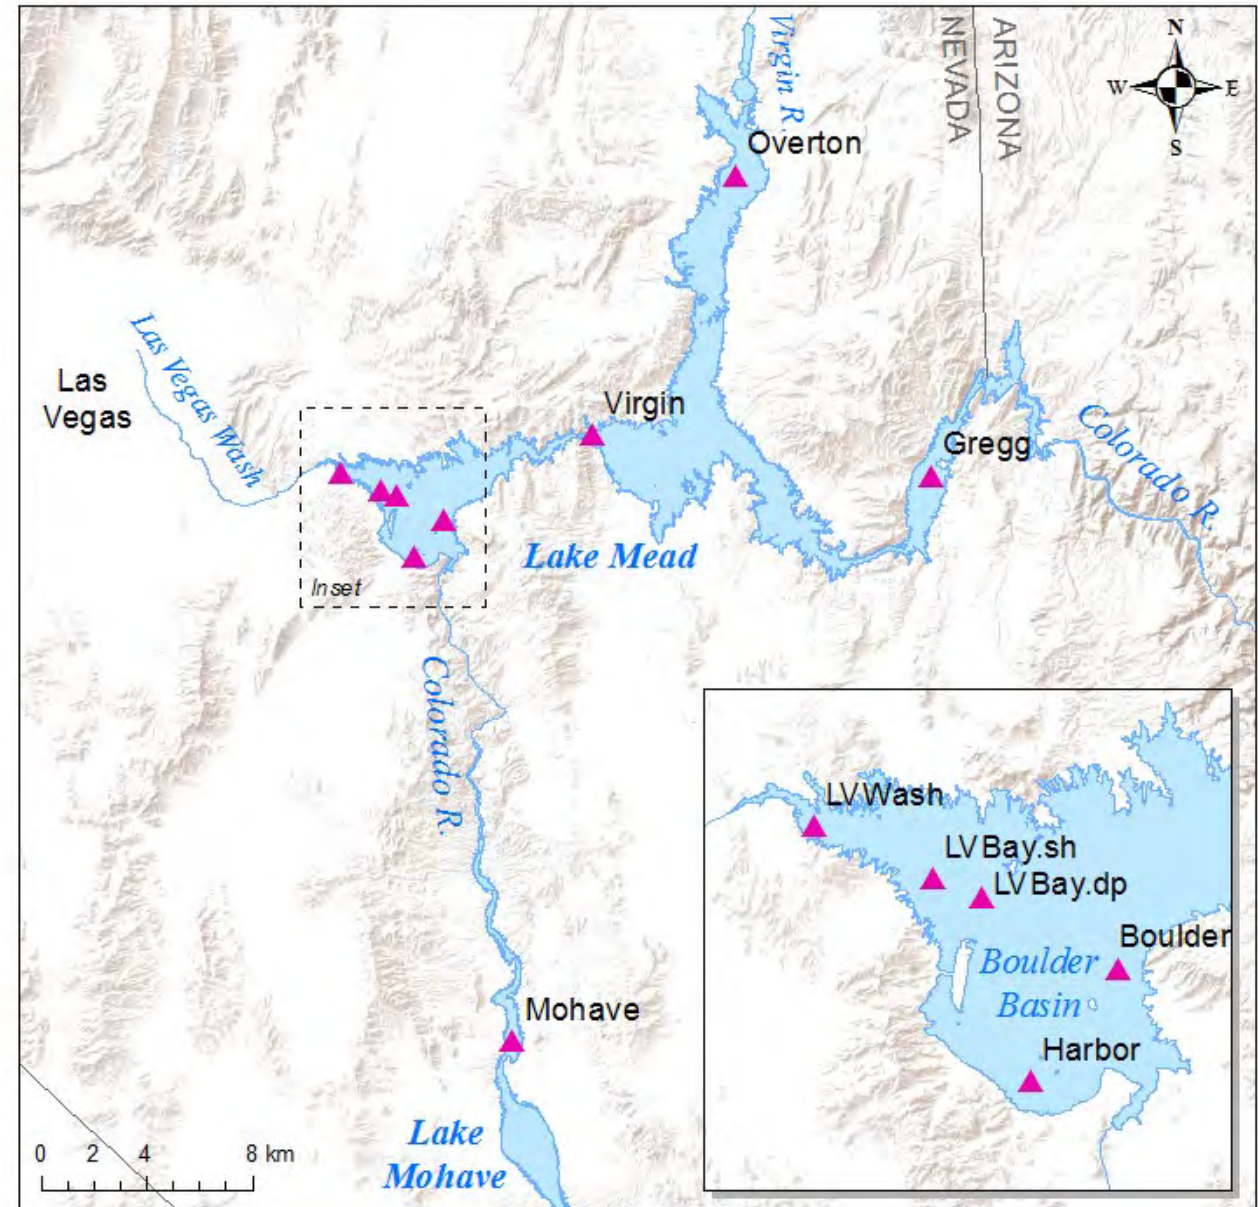 Virgin R.
NEVADA
ARIZONA
N
W
E
S
Overton
Las Vegas Wash
Las
Vegas
Virgin
Gregg
Colorado R.
Lake Mead
Inset
Colorado R.
Mohave
Lake
Mohave
0 2 4 8 km
LVWash
LVBay.sh
LVBay.dp
Boulder
Boulder
Basin
Harbor